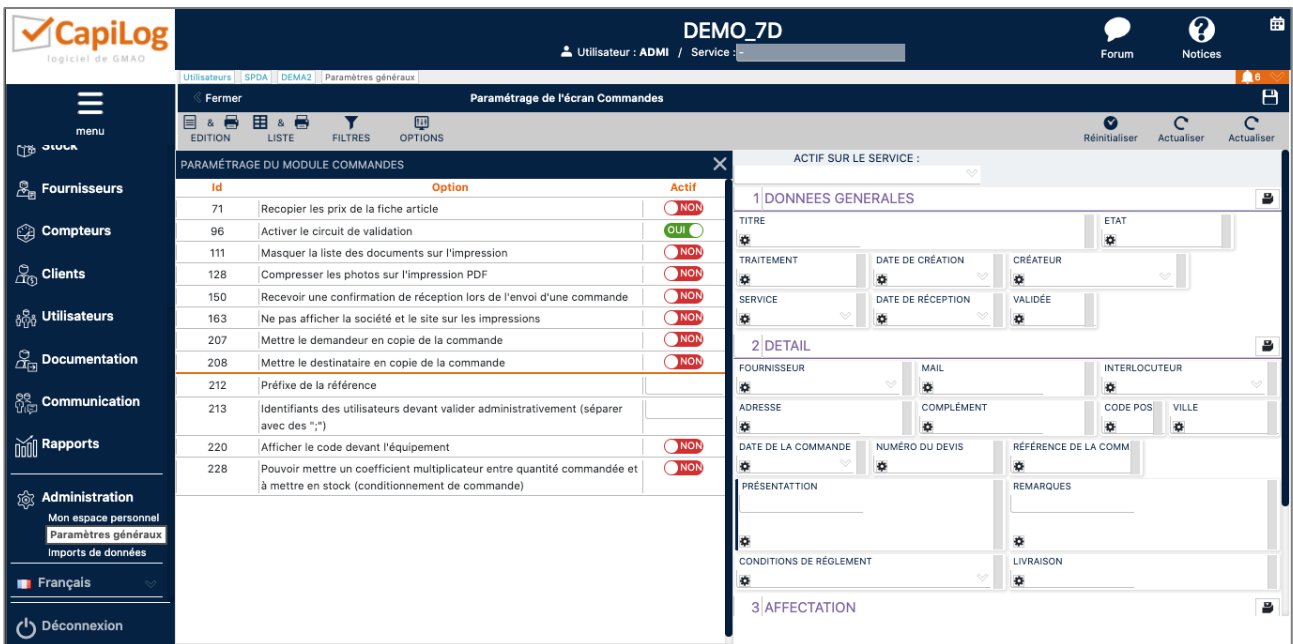 CapiLog
logiciel de GMAO
DEMO_7D
Utilisateur : ADMI / Service : -
Forum
Notices
Utilisateurs SPDA DEMA2 Paramètres généraux
6
menu
Fermer
Paramétrage de l'écran Commandes
& EDITION
& LISTE
FILTRES
OPTIONS
Réinitialiser
Actualiser
Actualiser
Stock
Fournisseurs
Compteurs
Clients
Utilisateurs
Documentation
Communication
Rapports
Administration
Mon espace personnel
Paramètres généraux
Imports de données
Français
Déconnexion
PARAMÉTRAGE DU MODULE COMMANDES
Id Option Actif
71 Recopier les prix de la fiche article NON
96 Activer le circuit de validation OUI
111 Masquer la liste des documents sur l'impression NON
128 Compresser les photos sur l'impression PDF NON
150 Recevoir une confirmation de réception lors de l'envoi d'une commande NON
163 Ne pas afficher la société et le site sur les impressions NON
207 Mettre le demandeur en copie de la commande NON
208 Mettre le destinataire en copie de la commande NON
212 Préfixe de la référence
213 Identifiants des utilisateurs devant valider administrativement (séparer
avec des ";")
220 Afficher le code devant l'équipement NON
228 Pouvoir mettre un coefficient multiplicateur entre quantité commandée et NON
à mettre en stock (conditionnement de commande)
ACTIF SUR LE SERVICE :
1 DONNEES GENERALES
TITRE ETAT
TRAITEMENT DATE DE CRÉATION CRÉATEUR
SERVICE DATE DE RÉCEPTION VALIDÉE
2 DETAIL
FOURNISSEUR MAIL INTERLOCUTEUR
ADRESSE COMPLÉMENT CODE POS VILLE
DATE DE LA COMMANDE NUMÉRO DU DEVIS RÉFÉRENCE DE LA COMM
PRÉSENTATTION REMARQUES
CONDITIONS DE RÉGLEMENT LIVRAISON
3 AFFECTATION